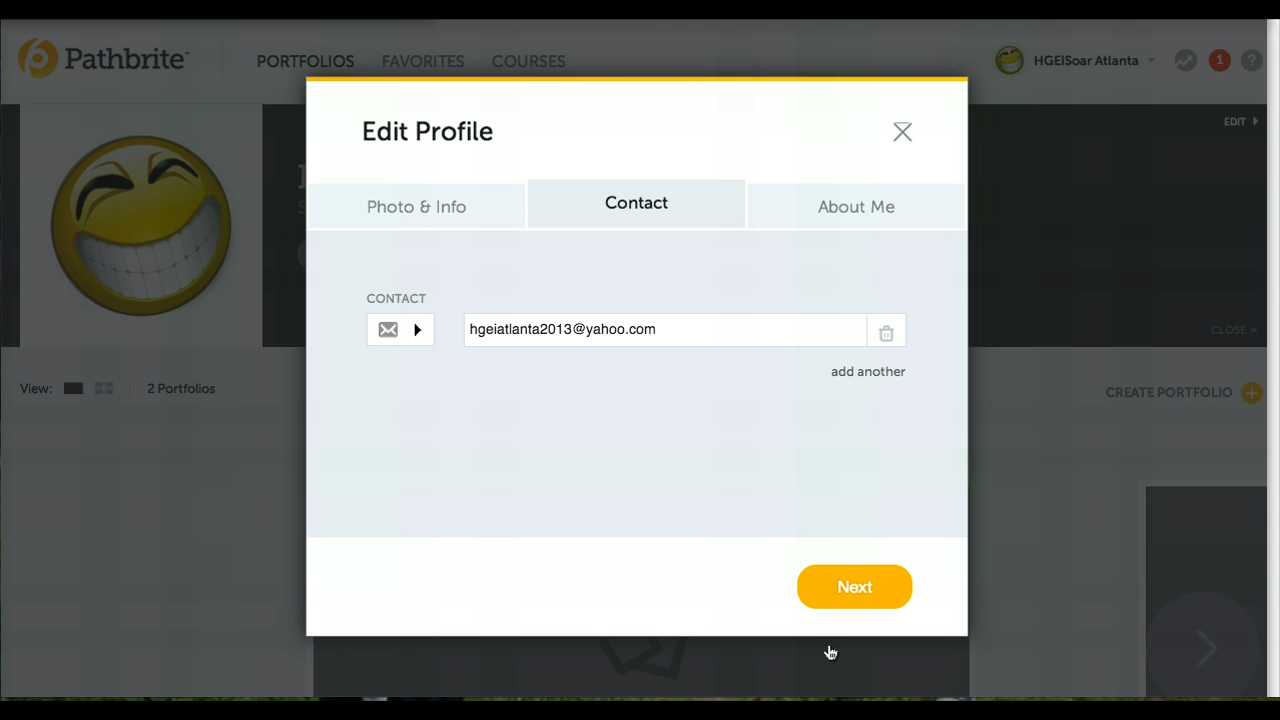 Pathbrite™
PORTFOLIOS
FAVORITES
COURSES
HGEISoar Atlanta
1
?
Edit Profile
EDIT
Photo & Info
Contact
About Me
CONTACT
hgeiatlanta2013@yahoo.com
CLOSE
add another
View:
2 Portfolios
CREATE PORTFOLIO
Next